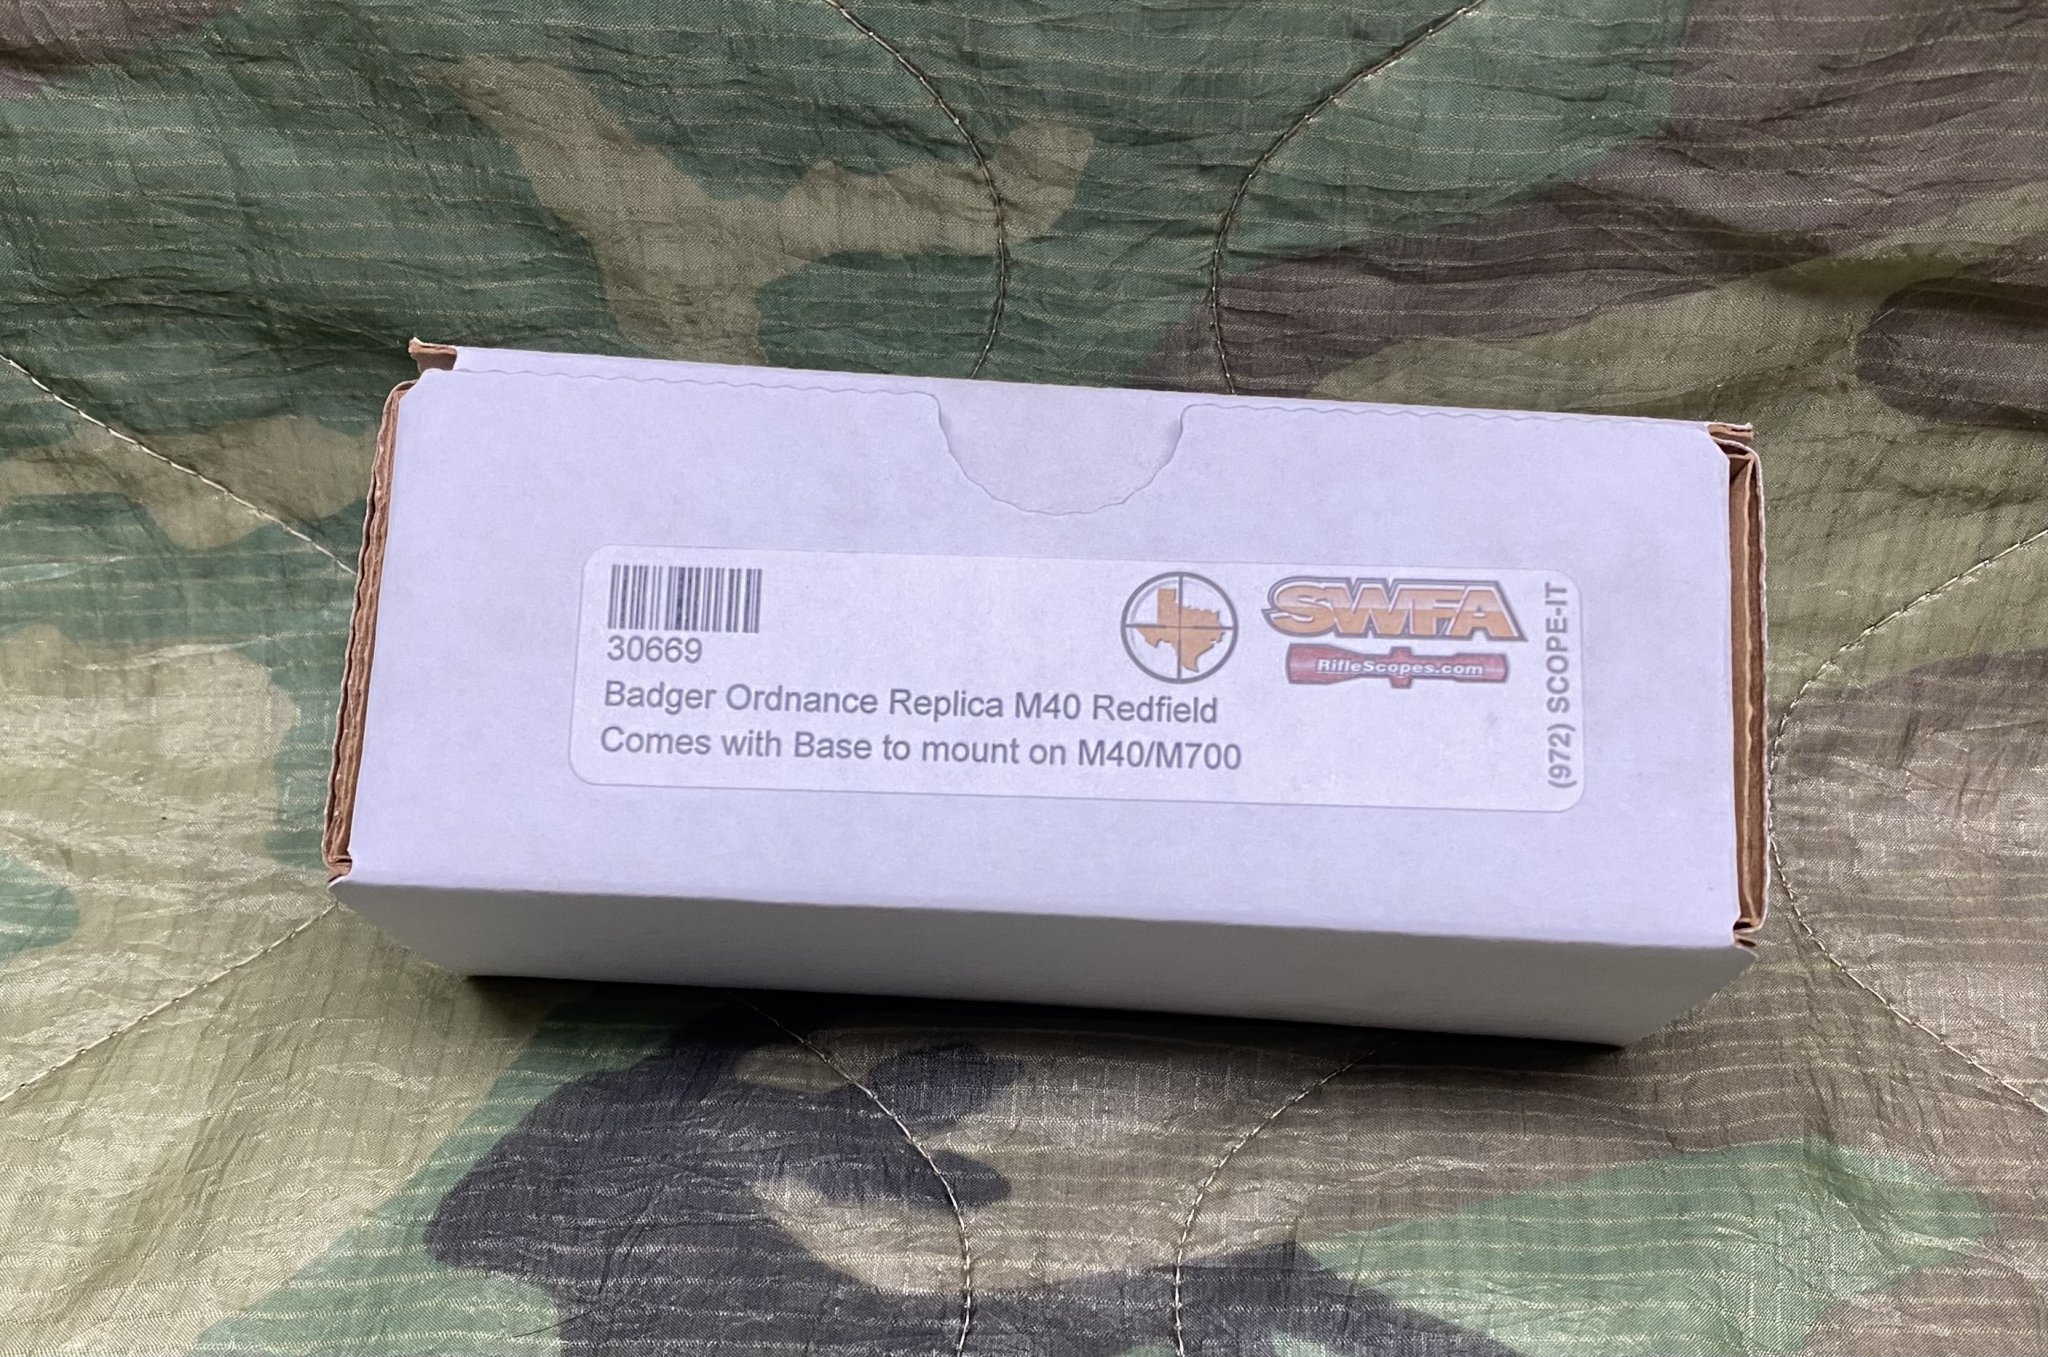 30669
Badger Ordnance Replica M40 Redfield
Comes with Base to mount on M40/M700
SWFA
RifleScopes.com
(972) SCOPE-IT